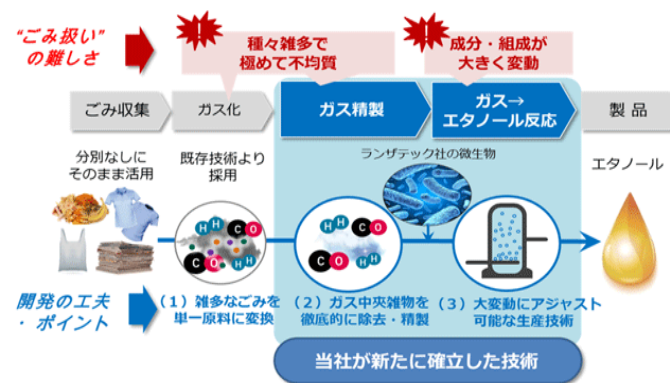 “ごみ扱い”
の難しさ
種々雑多で
極めて不均質
成分・組成が
大きく変動
ごみ収集
ガス化
ガス精製
ガス→
エタノール反応
製品
分別なしに
そのまま活用
既存技術より
採用
ランザテック社の微生物
エタノール
H H C O
C O H H
H H C O
C O H H
開発の工夫
・ポイント
(1)雑多なごみを
単一原料に変換
(2)ガス中央雑物を
徹底的に除去・精製
(3)大変動にアジャスト
可能な生産技術
当社が新たに確立した技術